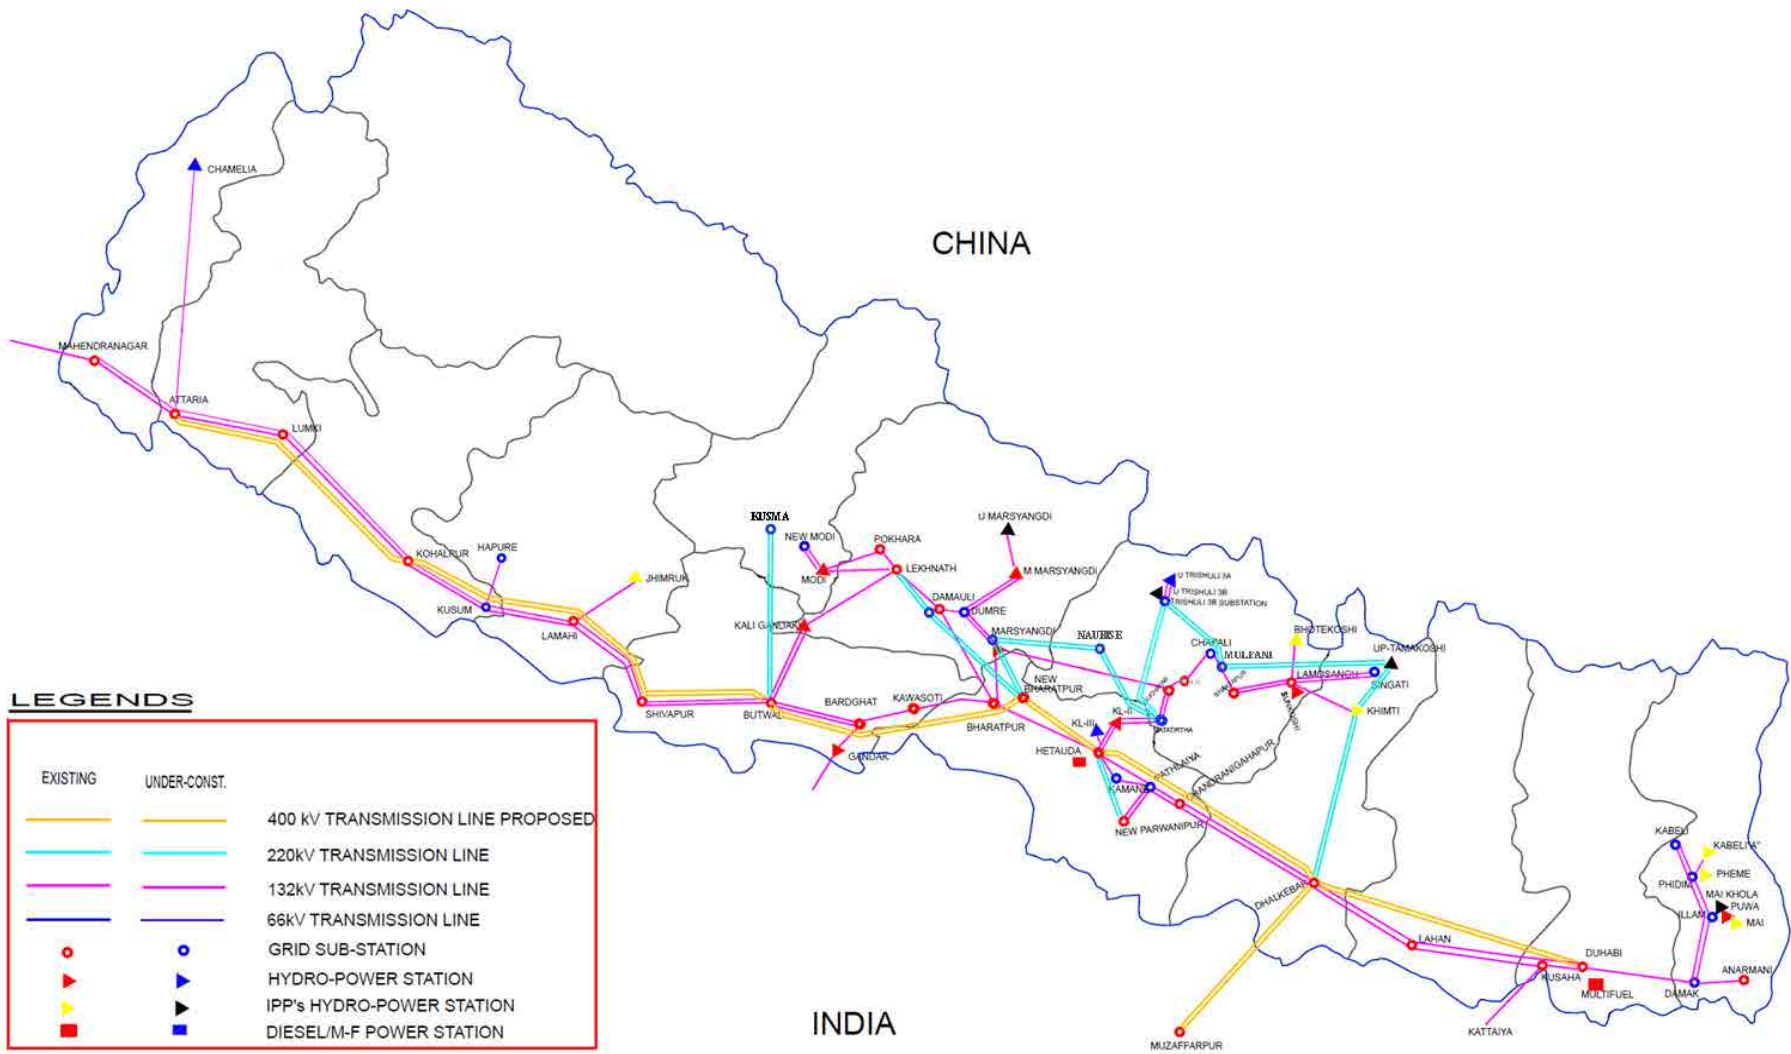 CHINA
CHAMELIA
MAHENDRANAGAR
ATTARIA
LUMKI
KOHALPUR
HAPURE
KUSUM
LAMAHI
JHIMRUK
SHIVAPUR
KUSMA
NEW MODI
MODI
POKHARA
LEKHNATH
U MARSYANGDI
M MARSYANGDI
DAMAULI
DUMRE
KALI GANDAKI
MARSYANGDI
BUTWAL
BARDGHAT
KAWASOTI
GANDAK
BHARATPUR
NEW
BHARATPUR
NAUBISE
U TRISHULI 3A
U TRISHULI 3B
TRISHULI 3B SUBSTATION
CHAPALI
MULPANI
BHOTEKOSHI
UP-TAMAKOSHI
LAMOSANGU
SINGATI
SUNKOSHI
KHIMTI
MATATIRTHA
KL-II
KL-III
HETAUDA
KAMANE
PATHLAIYA
CHANDRANIGAHAPUR
NEW PARWANIPUR
DHALKEBAR
LAHAN
DUHABI
KUSAHA
MULTIFUEL
KATTAIYA
MUZAFFARPUR
KABELI
KABELI "A"
PHIDIM
PHEME
MAI KHOLA
PUWA
ILLAM
MAI
DAMAK
ANARMANI
INDIA
LEGENDS
EXISTING UNDER-CONST.
400 kV TRANSMISSION LINE PROPOSED
220kV TRANSMISSION LINE
132kV TRANSMISSION LINE
66kV TRANSMISSION LINE
GRID SUB-STATION
HYDRO-POWER STATION
IPP's HYDRO-POWER STATION
DIESEL/M-F POWER STATION